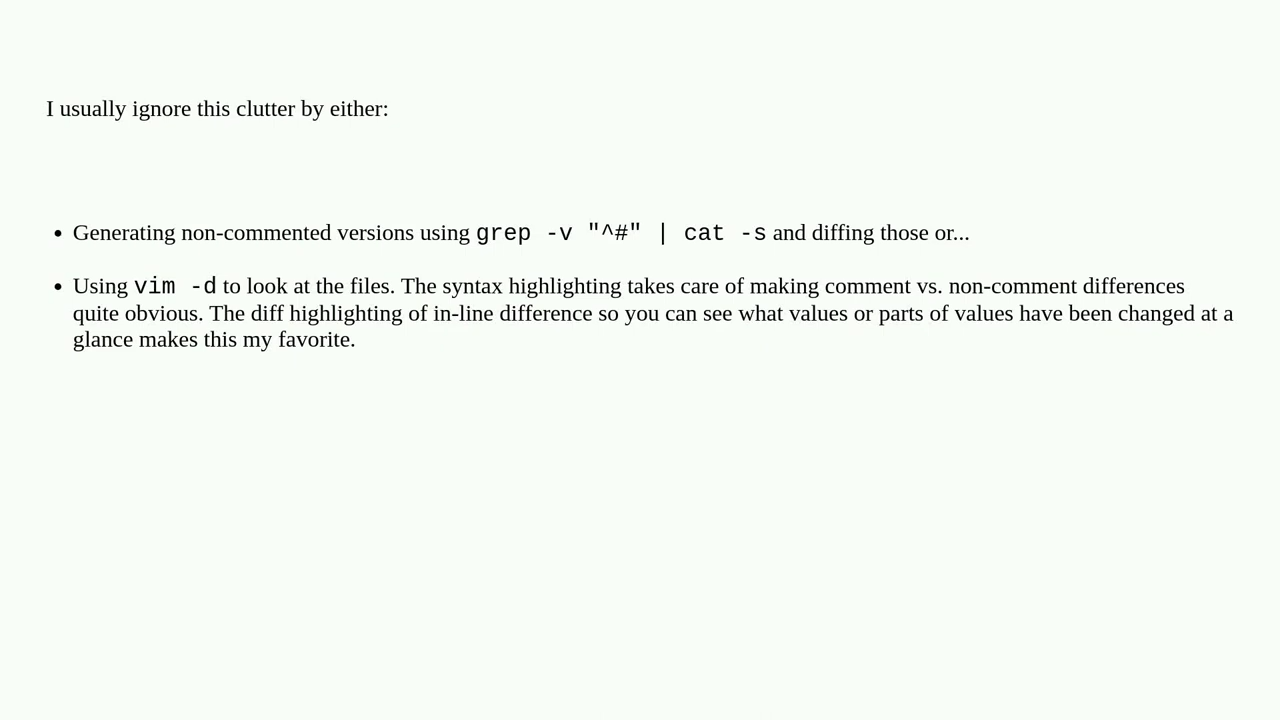 I usually ignore this clutter by either:
• Generating non-commented versions using grep -v "^#" | cat -s and diffing those or...
• Using vim -d to look at the files. The syntax highlighting takes care of making comment vs. non-comment differences
quite obvious. The diff highlighting of in-line difference so you can see what values or parts of values have been changed at a
glance makes this my favorite.